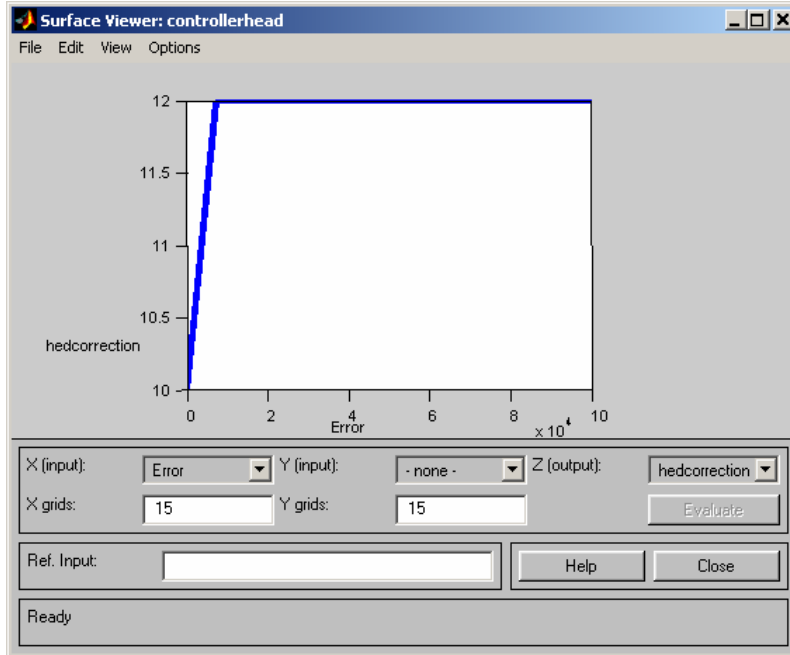 Surface Viewer: controllerhead
File Edit View Options
12
11.5
11
10.5
hedcorrection
10
0 2 4 6 8 10
Error
x 10⁴
X (input): Error Y (input): - none - Z (output): hedcorrection
X grids: 15 Y grids: 15 Evaluate
Ref. Input: Help Close
Ready